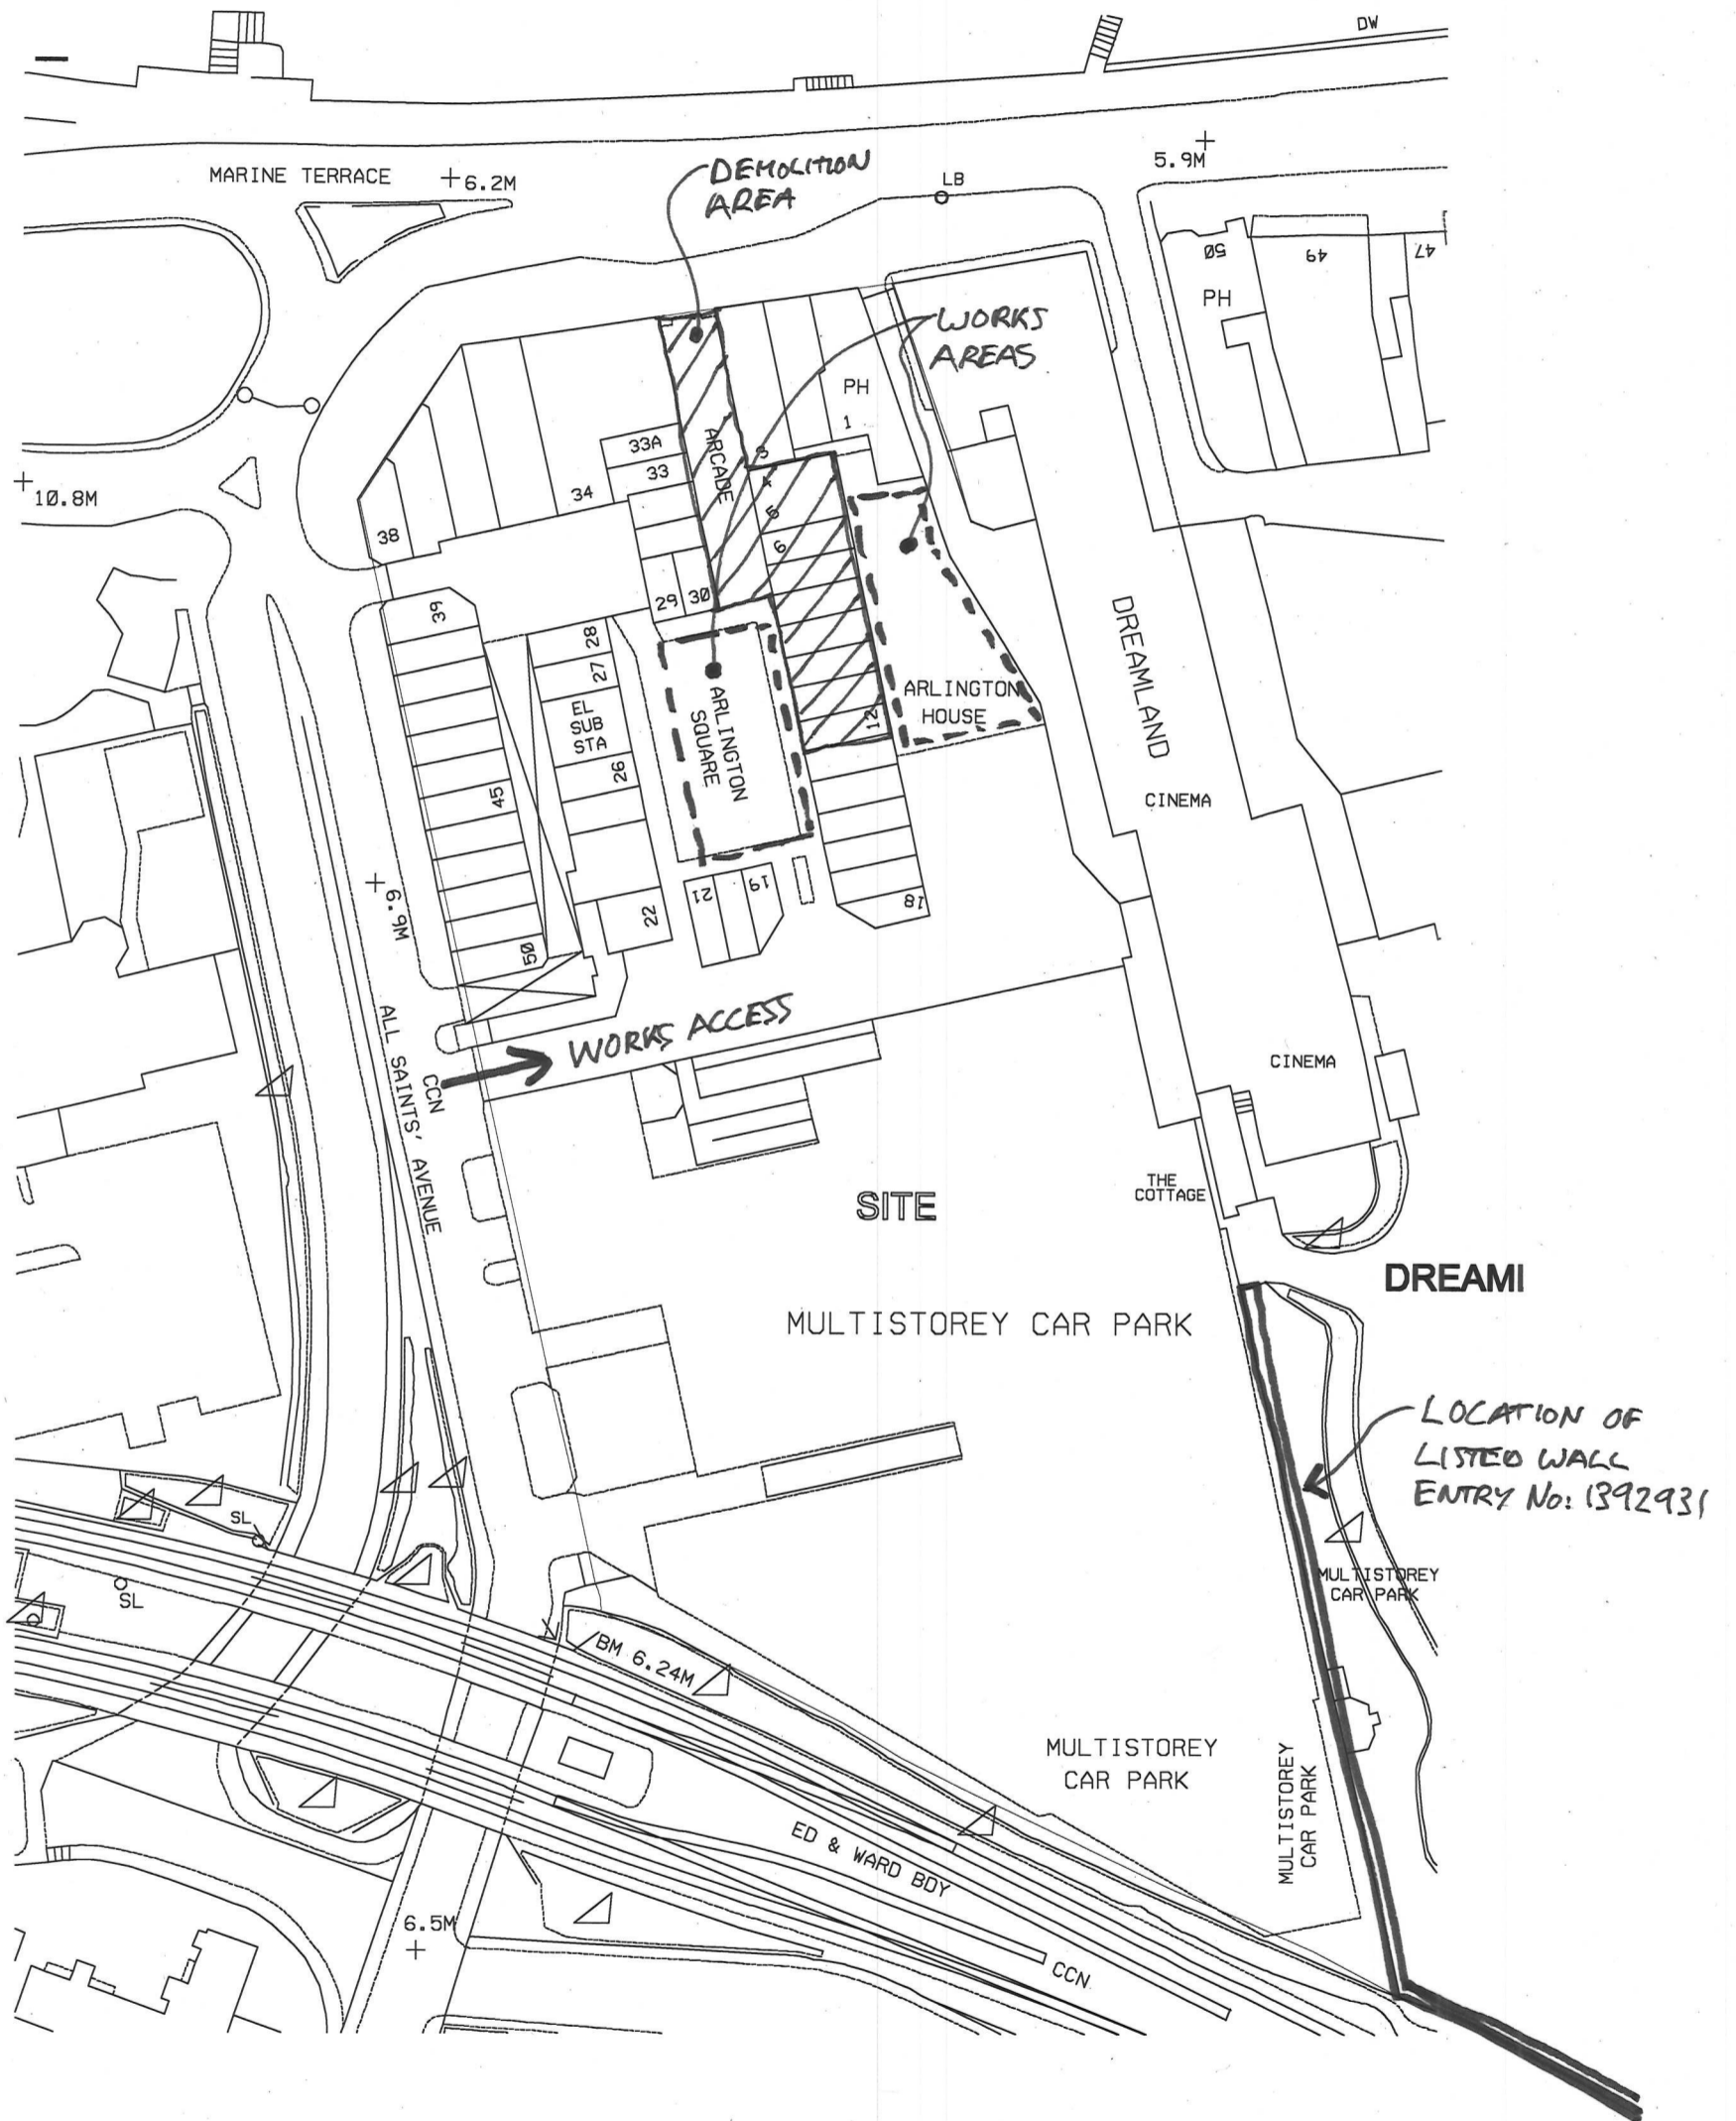 DW
MARINE TERRACE
6.2M
DEMOLITION
AREA
LB
5.9M
50
49
47
PH
WORKS
AREAS
PH
1
33A
33
34
ARCADE
3
4
5
6
10.8M
38
29
30
39
28
27
EL
SUB
STA
26
45
ARLINGTON
SQUARE
12
ARLINGTON
HOUSE
DREAMLAND
CINEMA
6.9M
50
22
21
19
18
WORKS ACCESS
ALL SAINTS' AVENUE
CCN
CINEMA
THE
COTTAGE
SITE
DREAMI
MULTISTOREY CAR PARK
LOCATION OF
LISTED WALL
ENTRY No: 1392931
MULTISTOREY
CAR PARK
SL
SL
BM 6.24M
MULTISTOREY
CAR PARK
MULTISTOREY
CAR PARK
ED & WARD BDY
6.5M
CCN